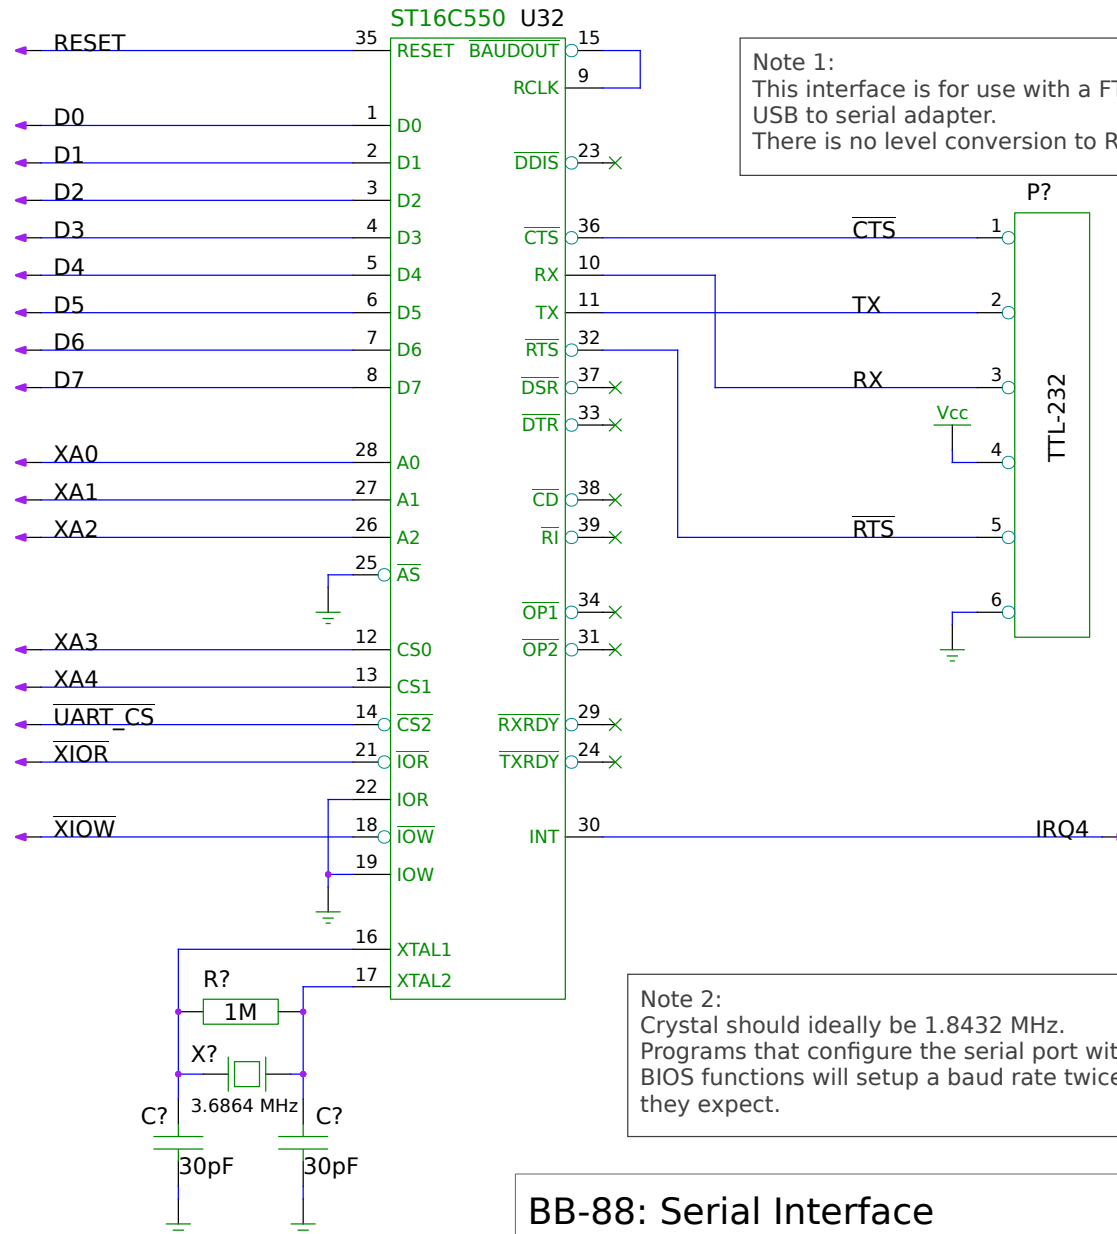 ST16C550 U32
RESET 35 RESET BAUDOUT 15
RCLK 9
Note 1:
This interface is for use with a FT
USB to serial adapter.
There is no level conversion to R
D0 1 D0
D1 2 D1 DDIS 23
D2 3 D2
P?
D3 4 D3 CTS 36 CTS 1
D4 5 D4 RX 10
D5 6 D5 TX 11 TX 2
D6 7 D6 RTS 32
D7 8 D7 DSR 37 RX 3
DTR 33 Vcc
TTL-232
XA0 28 A0 4
XA1 27 A1 CD 38
XA2 26 A2 RI 39 RTS 5
25 AS
OP1 34 6
XA3 12 CS0 OP2 31
XA4 13 CS1
UART_CS 14 CS2 RXRDY 29
XIOR 21 IOR TXRDY 24
22 IOR
XIOW 18 IOW INT 30 IRQ4
19 IOW
16 XTAL1
17 XTAL2
R?
1M
X?
3.6864 MHz
C? C?
30pF 30pF
Note 2:
Crystal should ideally be 1.8432 MHz.
Programs that configure the serial port wit
BIOS functions will setup a baud rate twice
they expect.
BB-88: Serial Interface